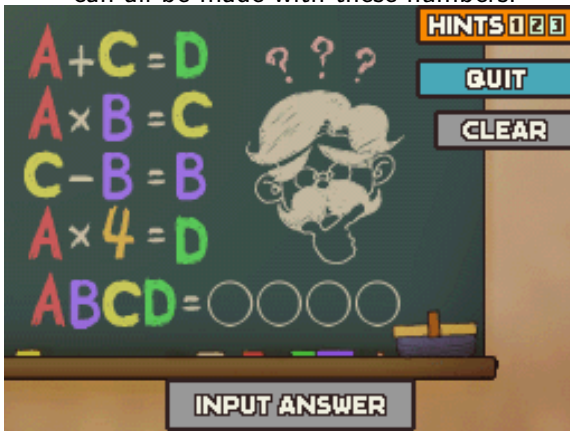 can all be made with these numbers.
HINTS 1 2 3
A+C=D
QUIT
A×B=C
CLEAR
C-B=B
A×4=D
ABCD=
INPUT ANSWER
? ? ?